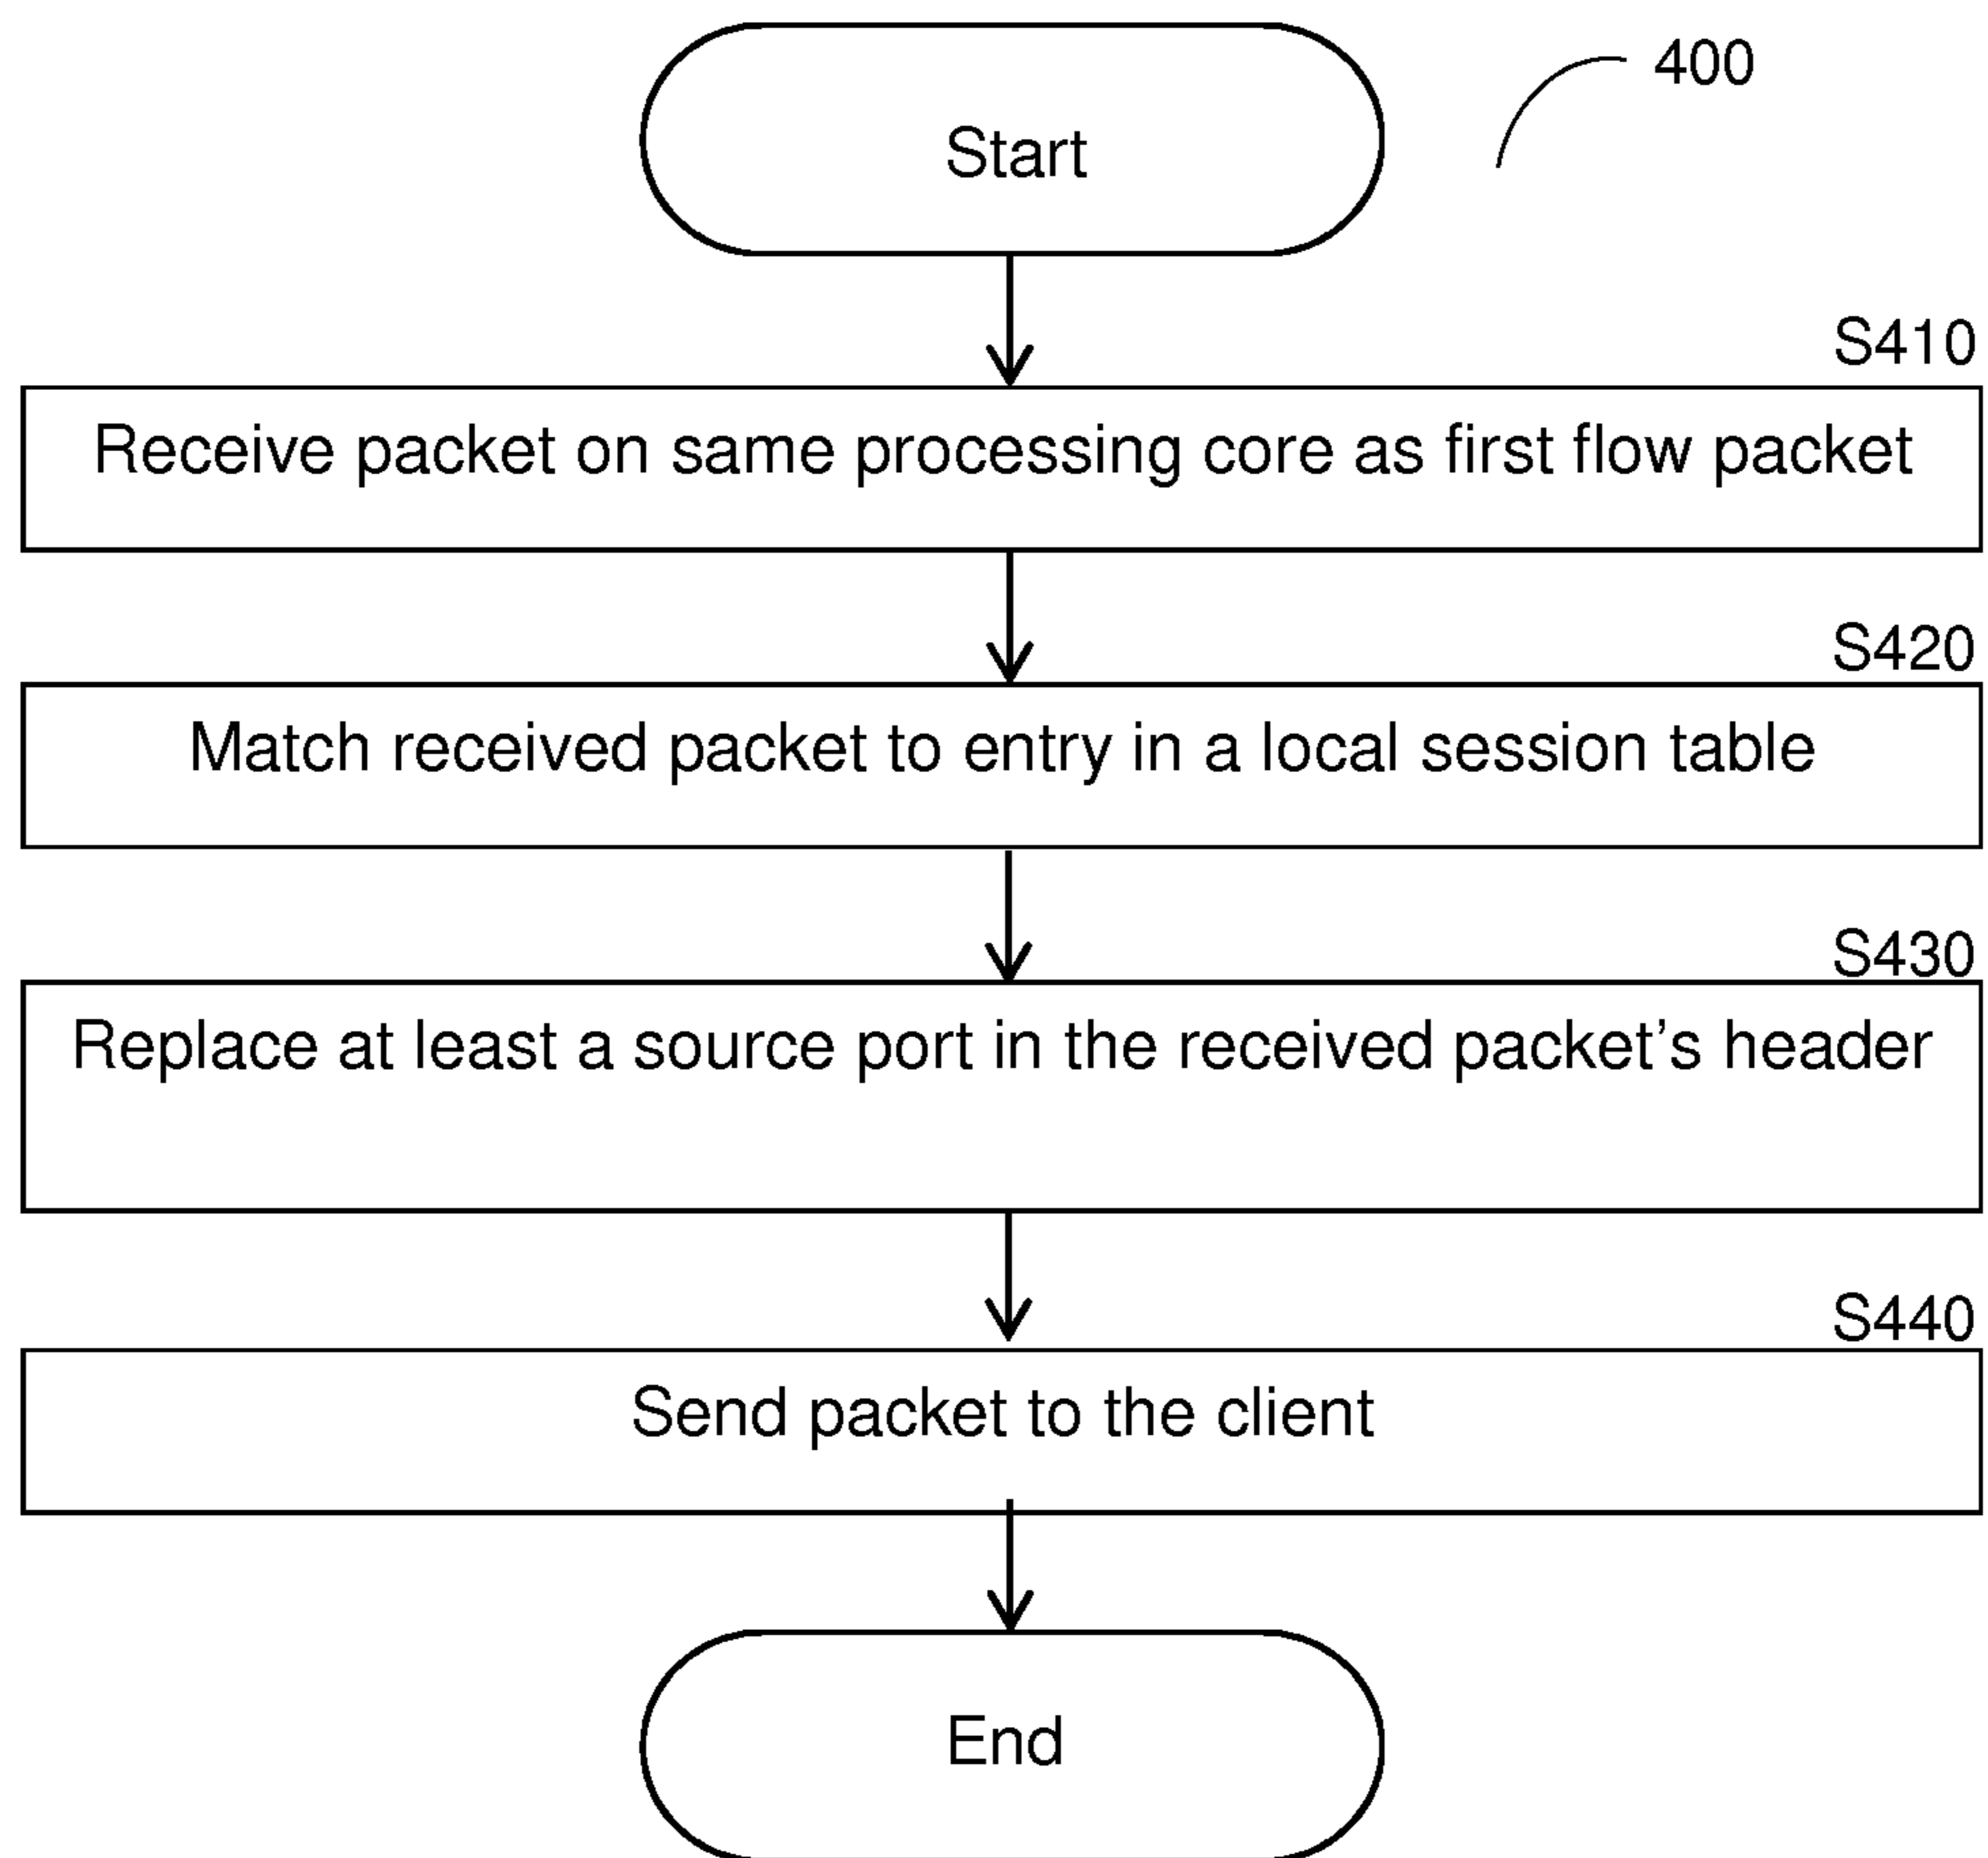 400
Start
S410
Receive packet on same processing core as first flow packet
S420
Match received packet to entry in a local session table
S430
Replace at least a source port in the received packet’s header
S440
Send packet to the client
End